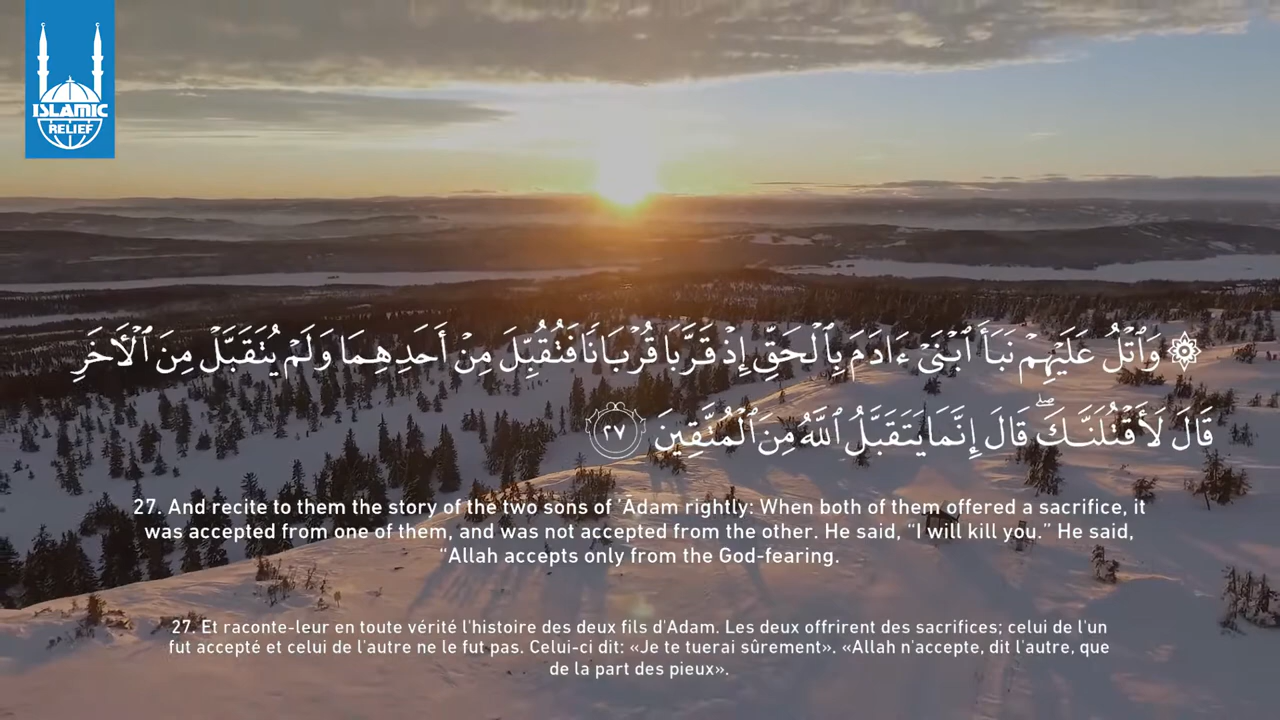 ISLAMIC
RELIEF
۞ وَٱتْلُ عَلَيْهِمْ نَبَأَ ٱبْنَىْ ءَادَمَ بِٱلْحَقِّ إِذْ قَرَّبَا قُرْبَانًا فَتُقُبِّلَ مِنْ أَحَدِهِمَا وَلَمْ يُتَقَبَّلْ مِنَ ٱلْـَٔاخَرِ
قَالَ لَأَقْتُلَنَّكَ ۖ قَالَ إِنَّمَا يَتَقَبَّلُ ٱللَّهُ مِنَ ٱلْمُتَّقِينَ ٢٧
27. And recite to them the story of the two sons of 'Ādam rightly: When both of them offered a sacrifice, it
was accepted from one of them, and was not accepted from the other. He said, “I will kill you.” He said,
“Allah accepts only from the God-fearing.
27. Et raconte-leur en toute vérité l'histoire des deux fils d'Adam. Les deux offrirent des sacrifices; celui de l'un
fut accepté et celui de l'autre ne le fut pas. Celui-ci dit: «Je te tuerai sûrement». «Allah n'accepte, dit l'autre, que
de la part des pieux».